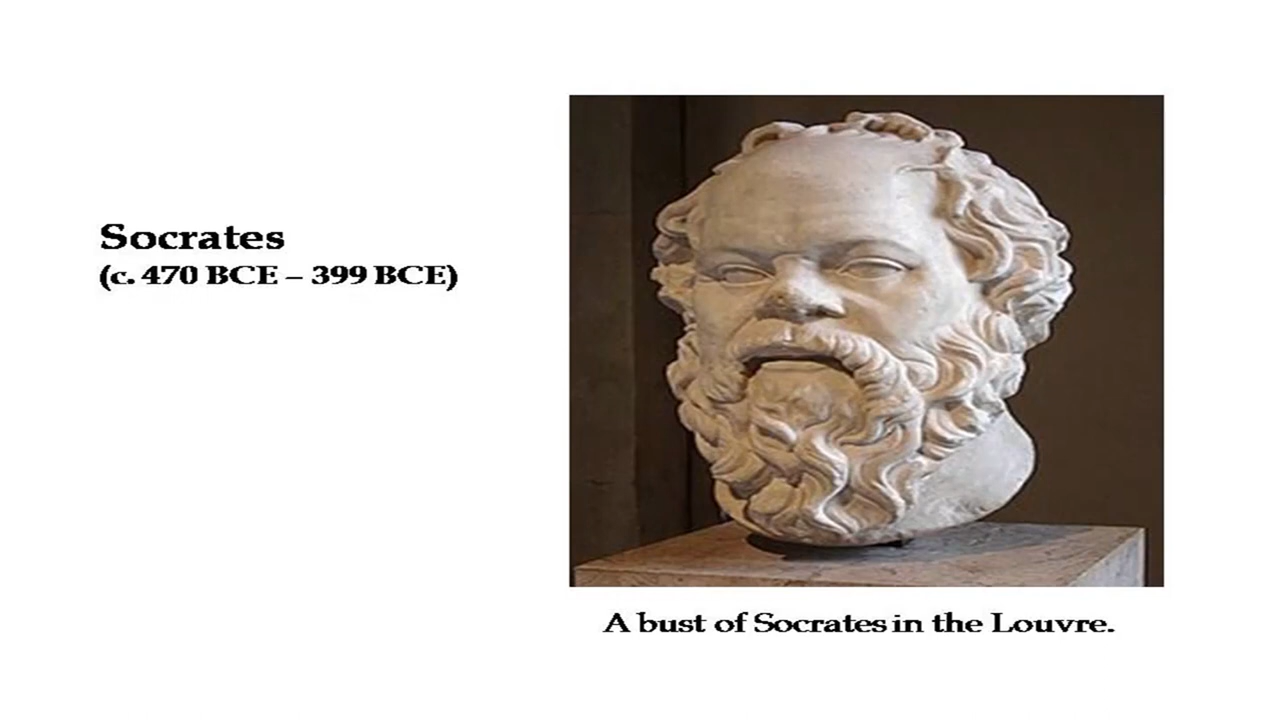 Socrates
(c. 470 BCE – 399 BCE)
A bust of Socrates in the Louvre.